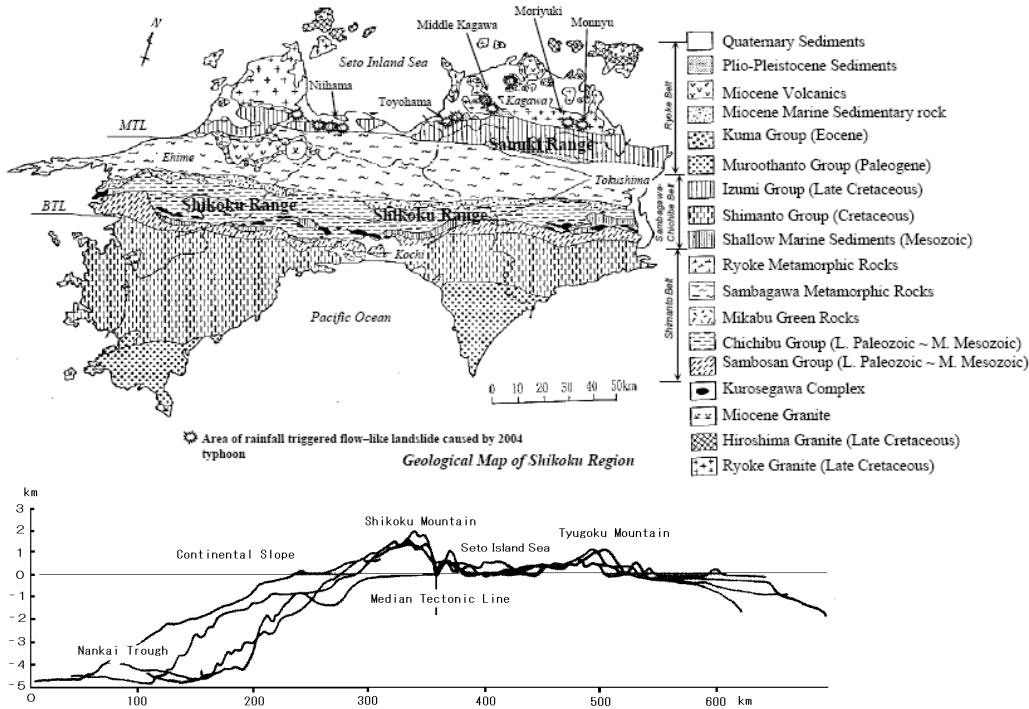 N
Seto Inland Sea
Middle Kagawa
Moriyuki
Monnyu
Niihama
Toyohama
Kagawa
MTL
Sanuki Range
Ehime
Tokushima
BTL
Shikoku Range
Shikoku Range
Kochi
Pacific Ocean
0 10 20 30 40 50km
Ryoke Belt
Sambagawa-
Chichibu Belt
Shimanto Belt
Quaternary Sediments
Plio-Pleistocene Sediments
Miocene Volcanics
Miocene Marine Sedimentary rock
Kuma Group (Eocene)
Muroothanto Group (Paleogene)
Izumi Group (Late Cretaceous)
Shimanto Group (Cretaceous)
Shallow Marine Sediments (Mesozoic)
Ryoke Metamorphic Rocks
Sambagawa Metamorphic Rocks
Mikabu Green Rocks
Chichibu Group (L. Paleozoic ~ M. Mesozoic)
Sambosan Group (L. Paleozoic ~ M. Mesozoic)
Kurosegawa Complex
Miocene Granite
Hiroshima Granite (Late Cretaceous)
Ryoke Granite (Late Cretaceous)
Area of rainfall triggered flow–like landslide caused by 2004
typhoon
Geological Map of Shikoku Region
km
3
2
1
0
-1
-2
-3
-4
-5
Shikoku Mountain
Tyugoku Mountain
Continental Slope
Seto Island Sea
Median Tectonic Line
Nankai Trough
0 100 200 300 400 500 600 km